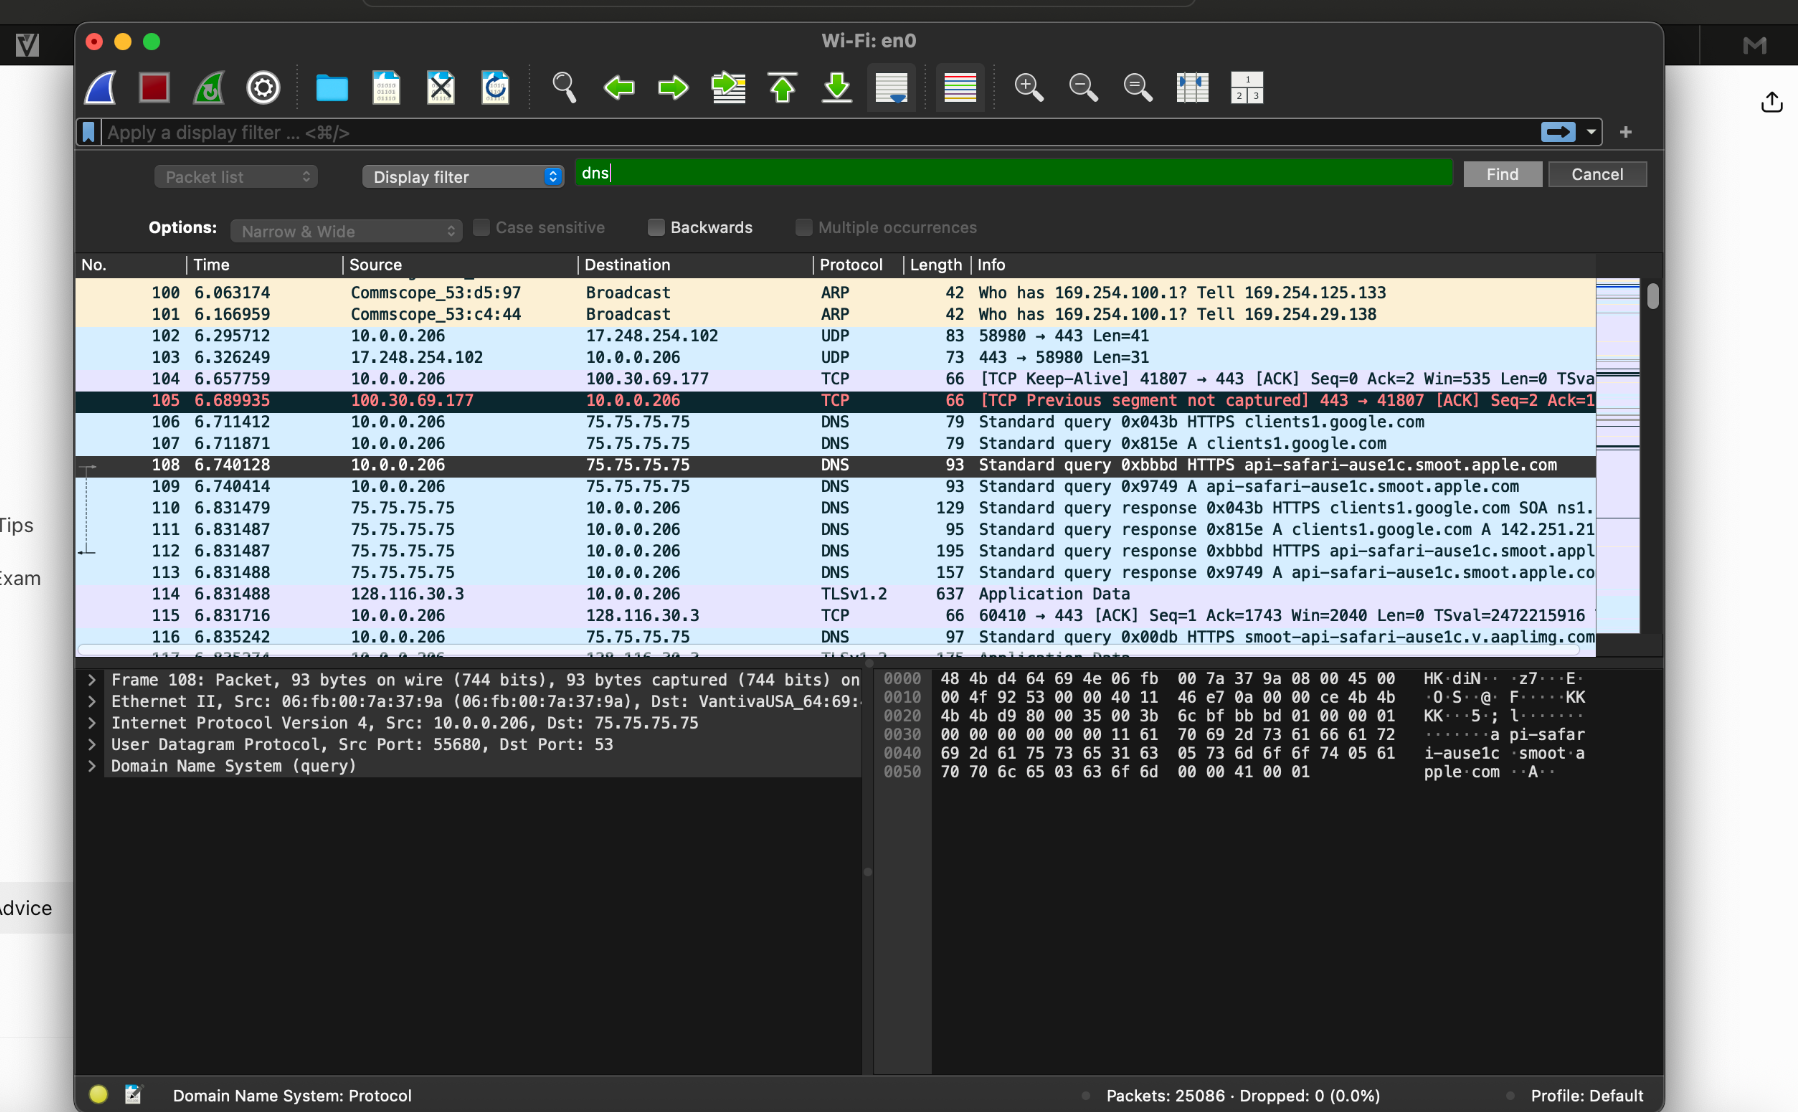 Wi-Fi: en0
Apply a display filter ... <⌘/>
Packet list Display filter dns Find Cancel
Options: Narrow & Wide Case sensitive Backwards Multiple occurrences
No. Time Source Destination Protocol Length Info
100 6.063174 Commscope_53:d5:97 Broadcast ARP 42 Who has 169.254.100.1? Tell 169.254.125.133
101 6.166959 Commscope_53:c4:44 Broadcast ARP 42 Who has 169.254.100.1? Tell 169.254.29.138
102 6.295712 10.0.0.206 17.248.254.102 UDP 83 58980 → 443 Len=41
103 6.326249 17.248.254.102 10.0.0.206 UDP 73 443 → 58980 Len=31
104 6.657759 10.0.0.206 100.30.69.177 TCP 66 [TCP Keep-Alive] 41807 → 443 [ACK] Seq=0 Ack=2 Win=535 Len=0 TSva
105 6.689935 100.30.69.177 10.0.0.206 TCP 66 [TCP Previous segment not captured] 443 → 41807 [ACK] Seq=2 Ack=1
106 6.711412 10.0.0.206 75.75.75.75 DNS 79 Standard query 0x043b HTTPS clients1.google.com
107 6.711871 10.0.0.206 75.75.75.75 DNS 79 Standard query 0x815e A clients1.google.com
108 6.740128 10.0.0.206 75.75.75.75 DNS 93 Standard query 0xbbbd HTTPS api-safari-ause1c.smoot.apple.com
109 6.740414 10.0.0.206 75.75.75.75 DNS 93 Standard query 0x9749 A api-safari-ause1c.smoot.apple.com
110 6.831479 75.75.75.75 10.0.0.206 DNS 129 Standard query response 0x043b HTTPS clients1.google.com SOA ns1.
111 6.831487 75.75.75.75 10.0.0.206 DNS 95 Standard query response 0x815e A clients1.google.com A 142.251.21
112 6.831487 75.75.75.75 10.0.0.206 DNS 195 Standard query response 0xbbbd HTTPS api-safari-ause1c.smoot.appl
113 6.831488 75.75.75.75 10.0.0.206 DNS 157 Standard query response 0x9749 A api-safari-ause1c.smoot.apple.co
114 6.831488 128.116.30.3 10.0.0.206 TLSv1.2 637 Application Data
115 6.831716 10.0.0.206 128.116.30.3 TCP 66 60410 → 443 [ACK] Seq=1 Ack=1743 Win=2040 Len=0 TSval=2472215916
116 6.835242 10.0.0.206 75.75.75.75 DNS 97 Standard query 0x00db HTTPS smoot-api-safari-ause1c.v.aaplimg.com
117 6.835274 10.0.0.206 128.116.30.3 TLSv1.2 175 Application Data
Frame 108: Packet, 93 bytes on wire (744 bits), 93 bytes captured (744 bits) on
Ethernet II, Src: 06:fb:00:7a:37:9a (06:fb:00:7a:37:9a), Dst: VantivaUSA_64:69:
Internet Protocol Version 4, Src: 10.0.0.206, Dst: 75.75.75.75
User Datagram Protocol, Src Port: 55680, Dst Port: 53
Domain Name System (query)
0000 48 4b d4 64 69 4e 06 fb 00 7a 37 9a 08 00 45 00 HK·diN·· ·z7···E·
0010 00 4f 92 53 00 00 40 11 46 e7 0a 00 00 ce 4b 4b ·O·S··@· F·····KK
0020 4b 4b d9 80 00 35 00 3b 6c bf bb bd 01 00 00 01 KK···5·; l·······
0030 00 00 00 00 00 00 11 61 70 69 2d 73 61 66 61 72 ·······a pi-safar
0040 69 2d 61 75 73 65 31 63 05 73 6d 6f 6f 74 05 61 i-ause1c ·smoot·a
0050 70 70 6c 65 03 63 6f 6d 00 00 41 00 01 pple·com ··A··
Domain Name System: Protocol Packets: 25086 · Dropped: 0 (0.0%) Profile: Default
Tips
Exam
Advice